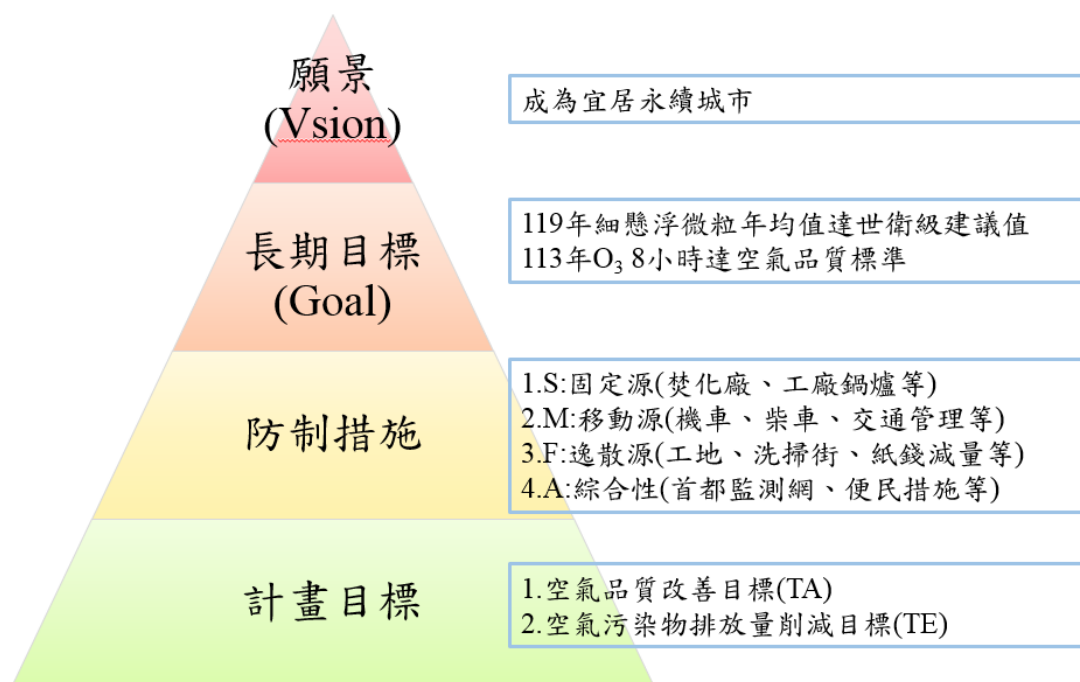 願景
(Vsion)
成為宜居永續城市
長期目標
(Goal)
119年細懸浮微粒年均值達世衛級建議值
113年O₃ 8小時達空氣品質標準
防制措施
1.S:固定源(焚化廠、工廠鍋爐等)
2.M:移動源(機車、柴車、交通管理等)
3.F:逸散源(工地、洗掃街、紙錢減量等)
4.A:綜合性(首都監測網、便民措施等)
計畫目標
1.空氣品質改善目標(TA)
2.空氣污染物排放量削減目標(TE)